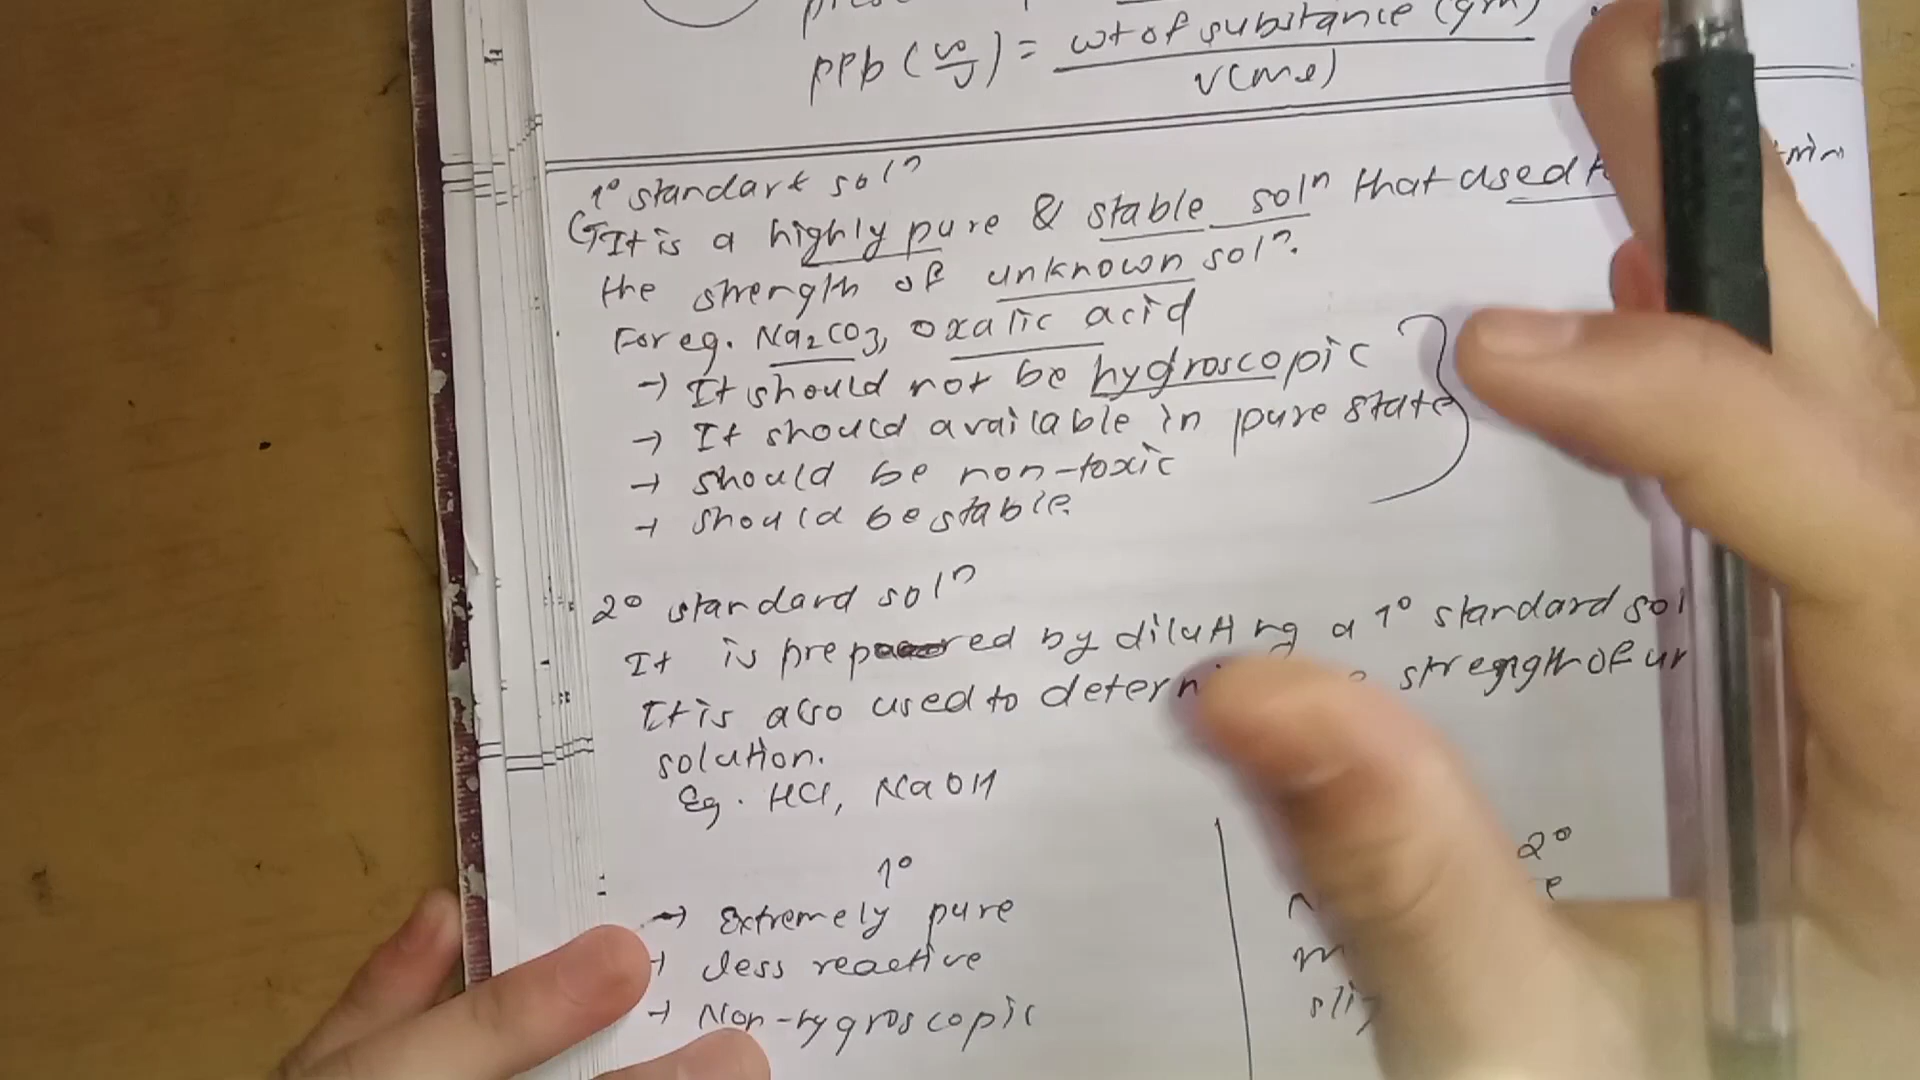 ppb (w/v) = wt of substance (gm) / v(ml)
1° standard solⁿ
It is a highly pure & stable solⁿ that used
the strength of unknown solⁿ.
For eg. Na₂CO₃, oxalic acid
→ It should not be hygroscopic
→ It should available in pure state
→ should be non-toxic
→ should be stable.
2° standard solⁿ
It is prepared by diluting a 1° standard sol
It is also used to strength of
solution.
Eg. HCl, NaOH
1°
2°
→ Extremely pure
→ less reactive
→ Non-hygroscopic